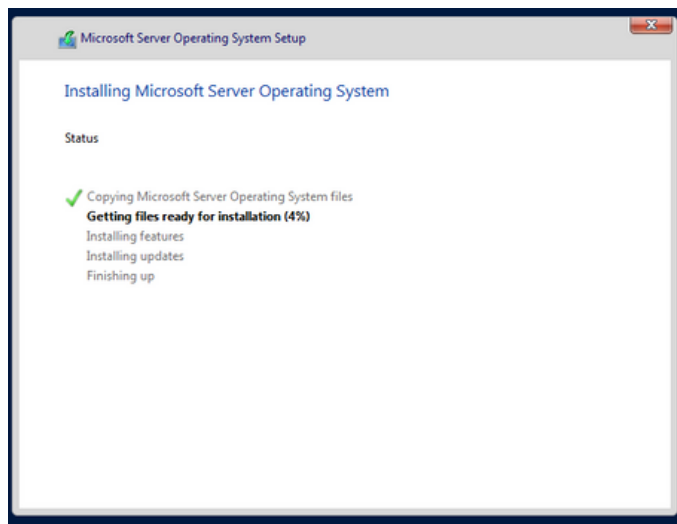 Microsoft Server Operating System Setup
Installing Microsoft Server Operating System
Status
Copying Microsoft Server Operating System files
Getting files ready for installation (4%)
Installing features
Installing updates
Finishing up